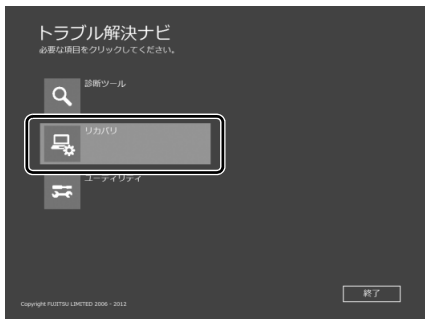 トラブル解決ナビ
必要な項目をクリックしてください。
診断ツール
リカバリ
ユーティリティ
終了
Copyright FUJITSU LIMITED 2006 - 2012